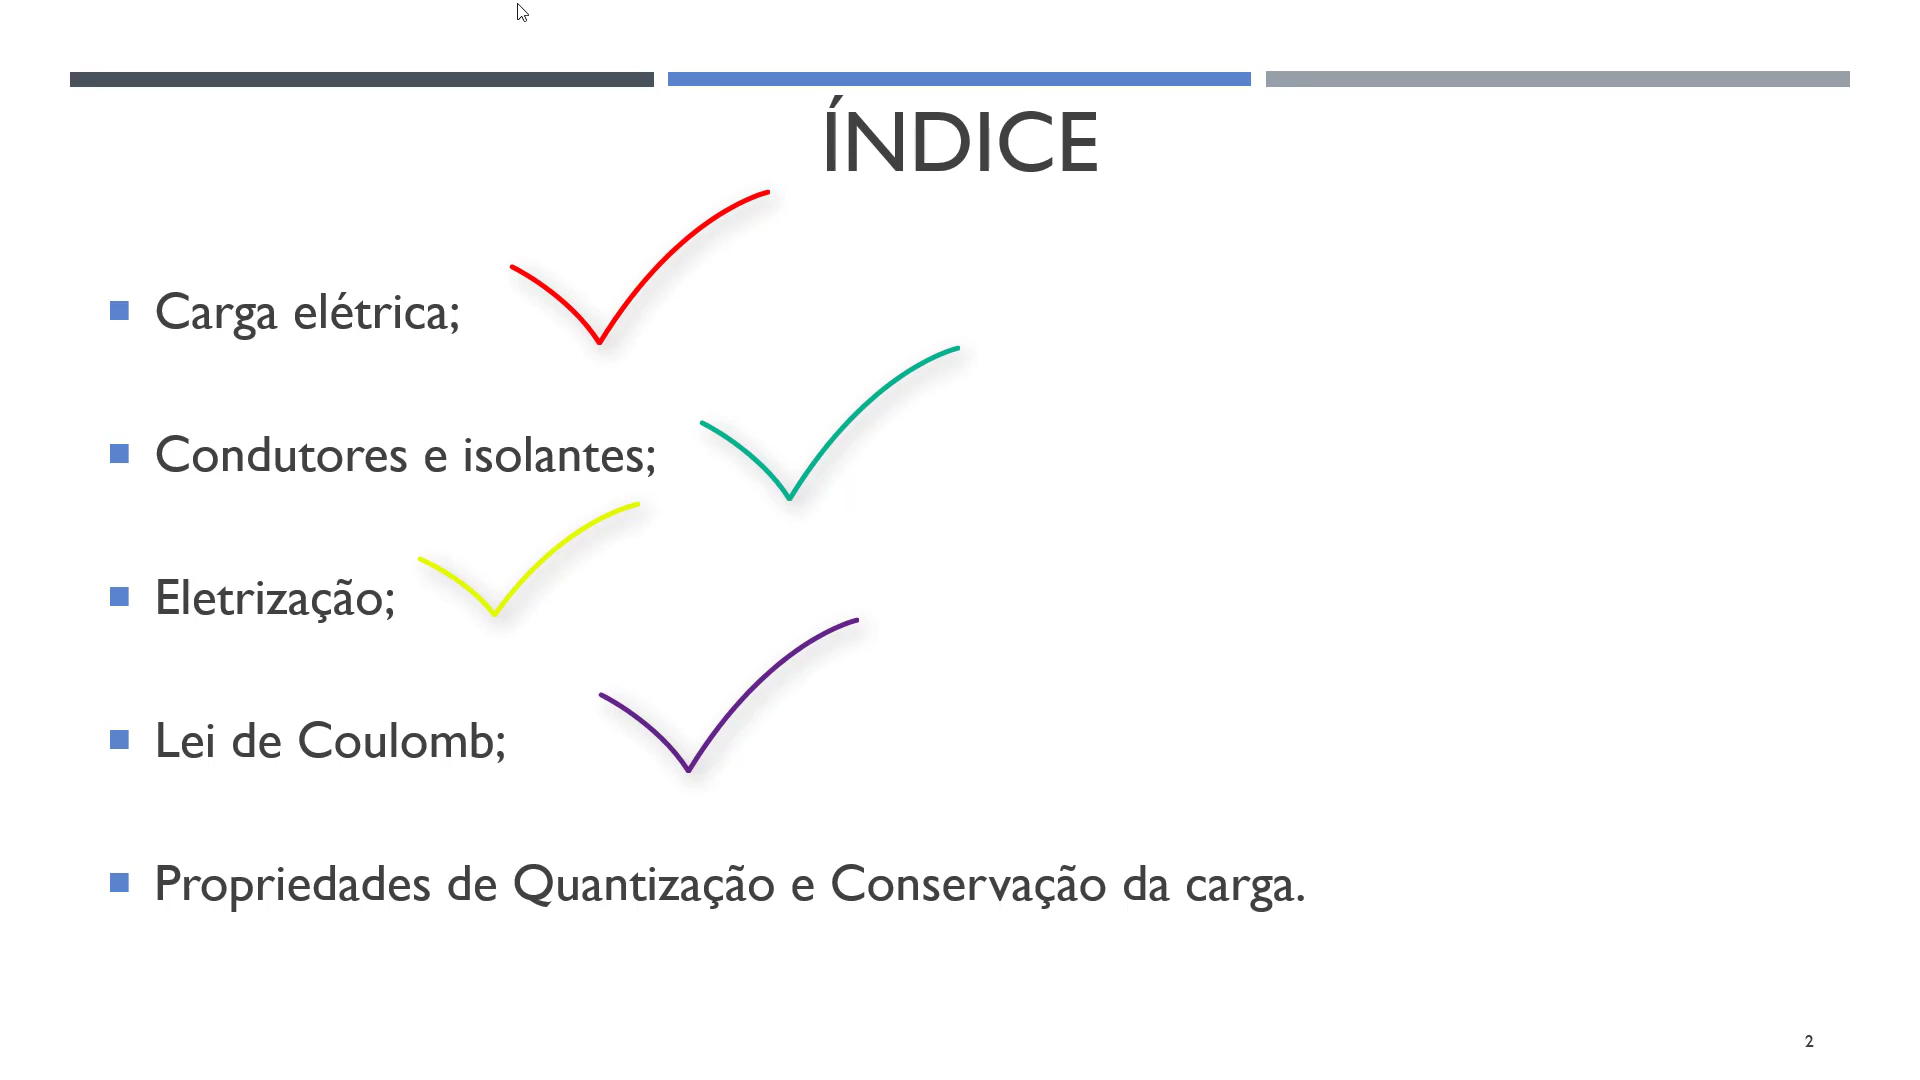 ÍNDICE
Carga elétrica;
Condutores e isolantes;
Eletrização;
Lei de Coulomb;
Propriedades de Quantização e Conservação da carga.
2